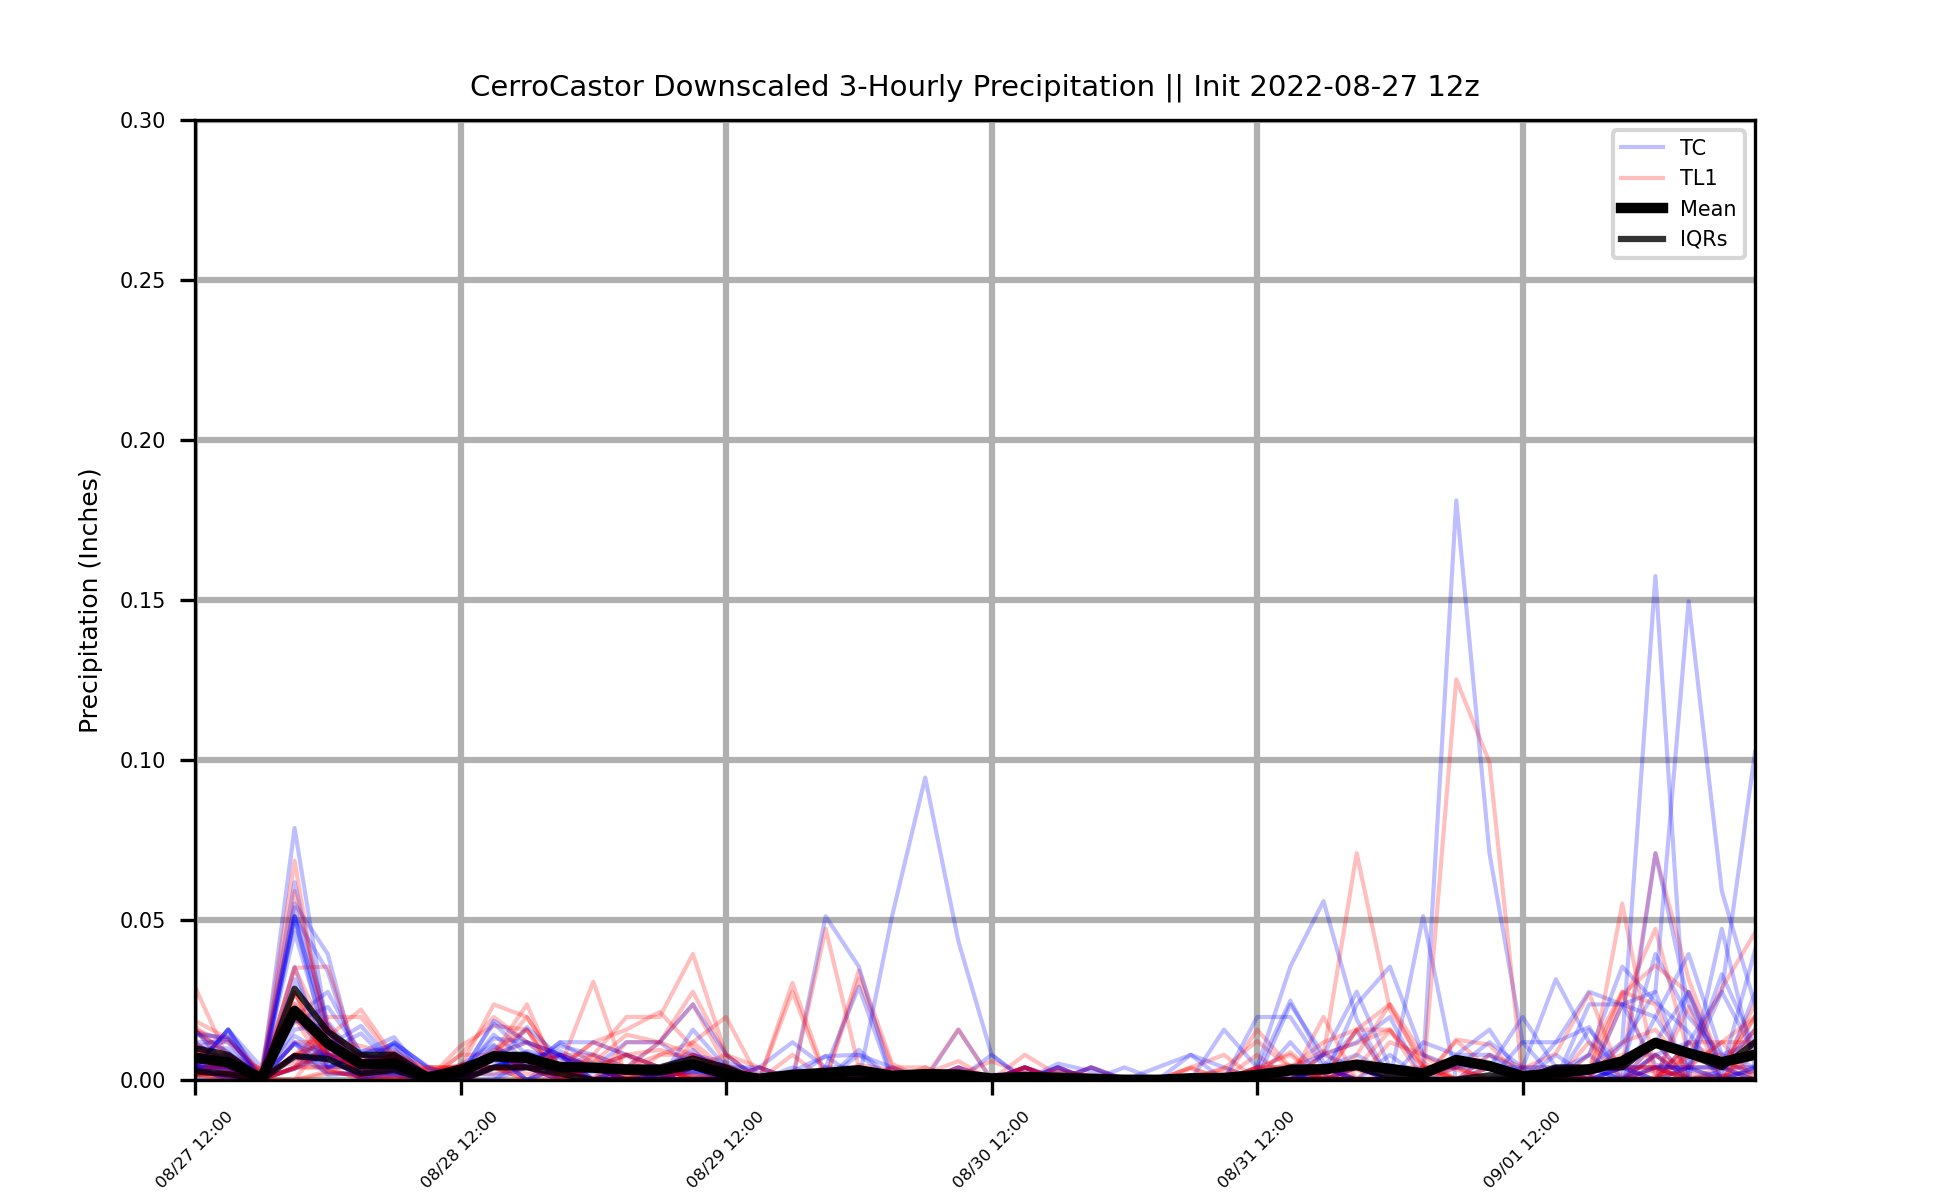 CerroCastor Downscaled 3-Hourly Precipitation || Init 2022-08-27 12z
TC
TL1
Mean
IQRs
Precipitation (Inches)
0.30
0.25
0.20
0.15
0.10
0.05
0.00
08/27 12:00
08/28 12:00
08/29 12:00
08/30 12:00
08/31 12:00
09/01 12:00